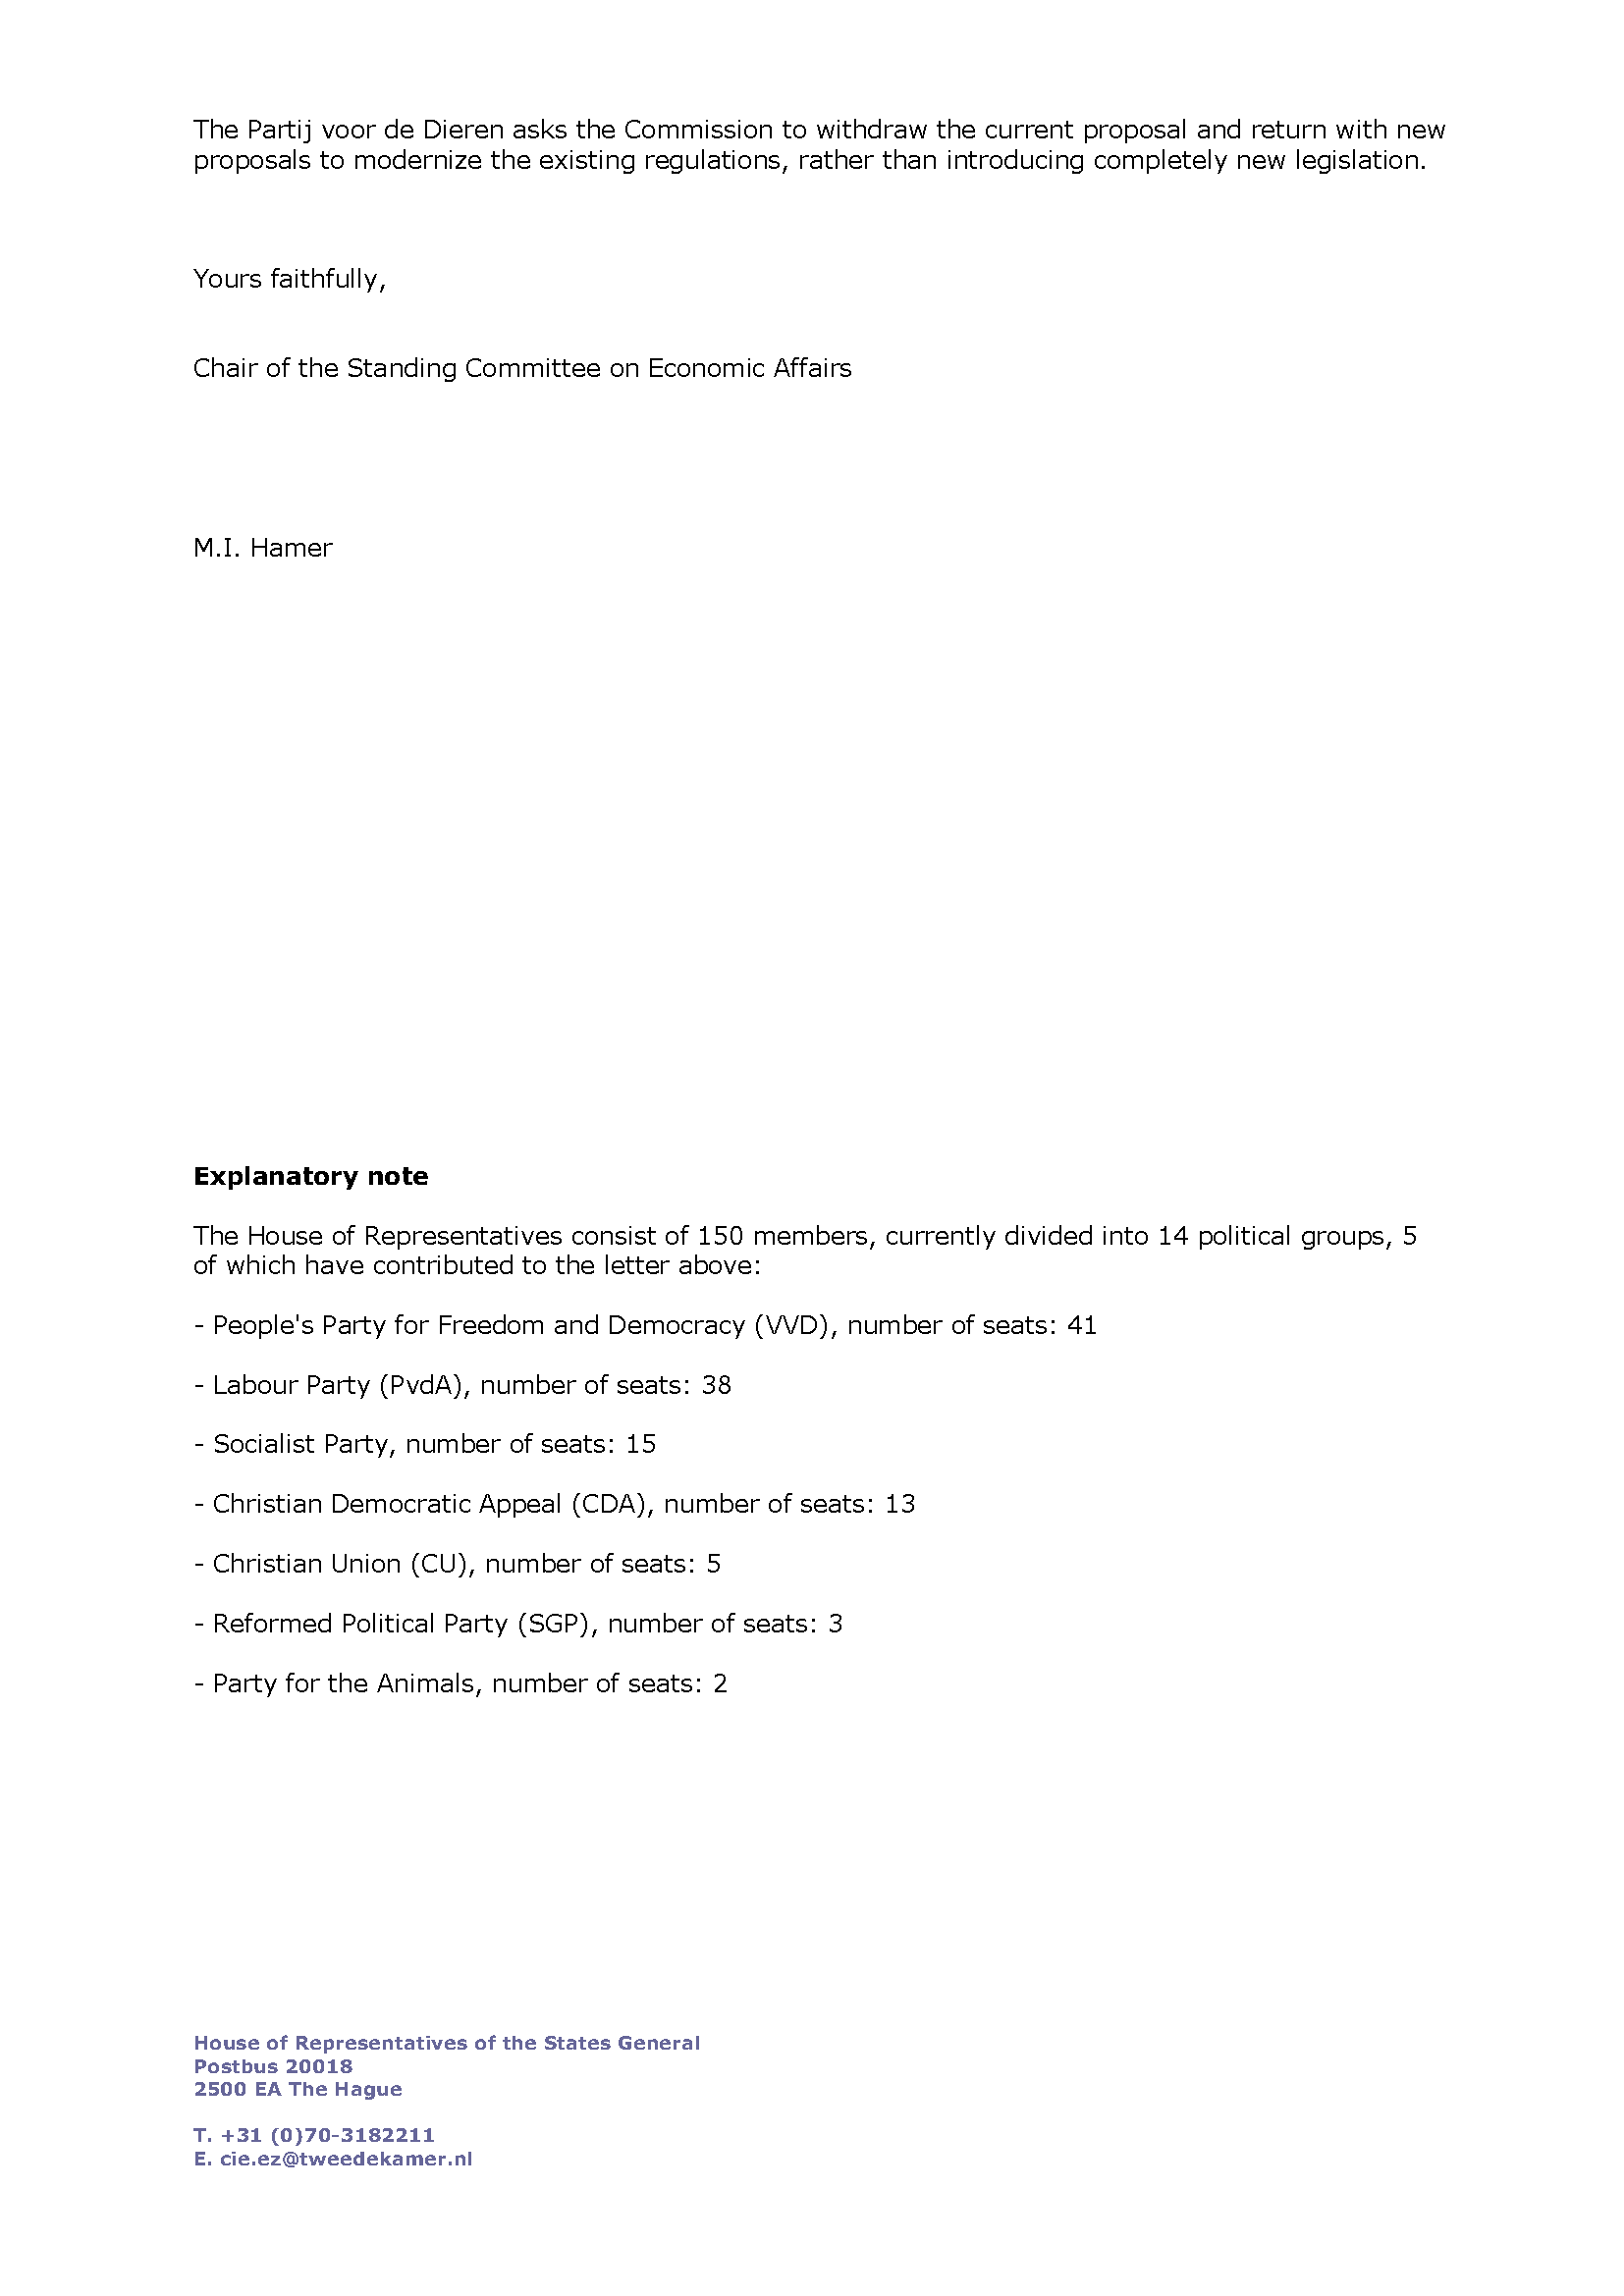 The Partij voor de Dieren asks the Commission to withdraw the current proposal and return with new
proposals to modernize the existing regulations, rather than introducing completely new legislation.
Yours faithfully,
Chair of the Standing Committee on Economic Affairs
M.I. Hamer
Explanatory note
The House of Representatives consist of 150 members, currently divided into 14 political groups, 5
of which have contributed to the letter above:
- People's Party for Freedom and Democracy (VVD), number of seats: 41
- Labour Party (PvdA), number of seats: 38
- Socialist Party, number of seats: 15
- Christian Democratic Appeal (CDA), number of seats: 13
- Christian Union (CU), number of seats: 5
- Reformed Political Party (SGP), number of seats: 3
- Party for the Animals, number of seats: 2
House of Representatives of the States General
Postbus 20018
2500 EA The Hague
T. +31 (0)70-3182211
E. cie.ez@tweedekamer.nl